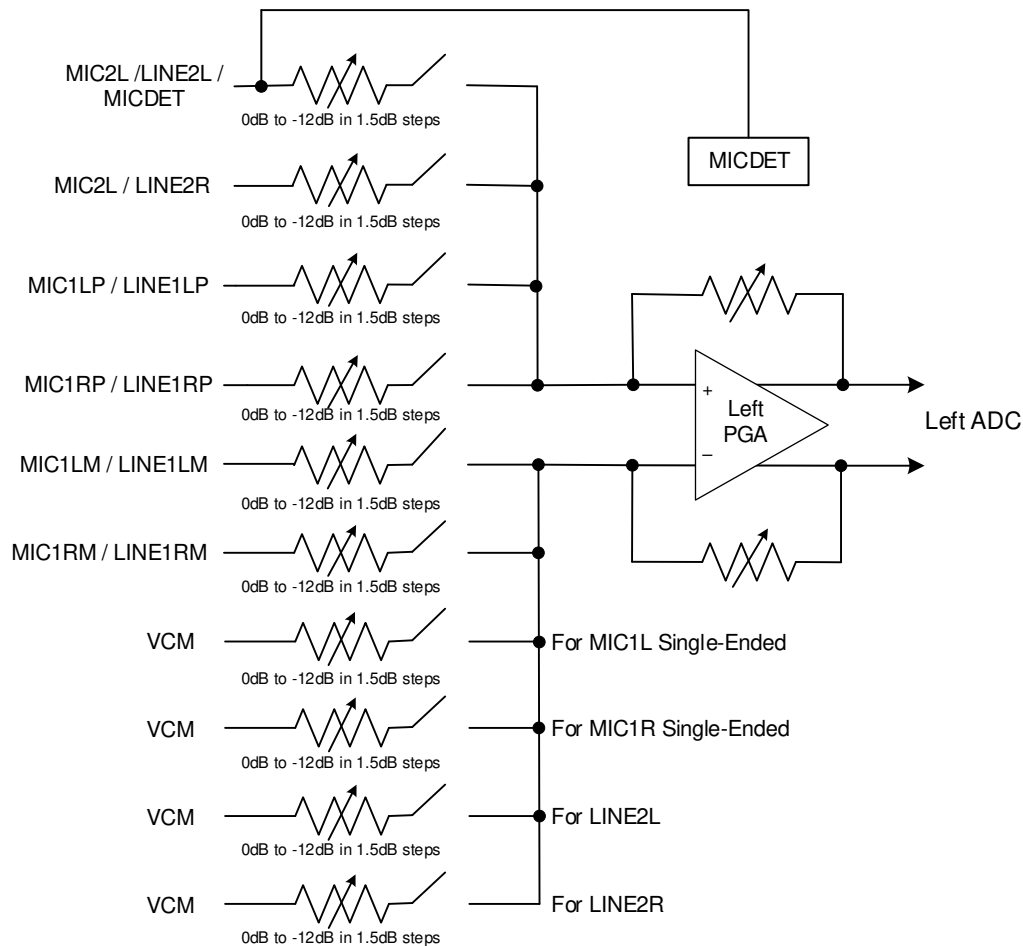 MIC2L /LINE2L /
MICDET
0dB to -12dB in 1.5dB steps
MICDET
MIC2L / LINE2R
0dB to -12dB in 1.5dB steps
MIC1LP / LINE1LP
0dB to -12dB in 1.5dB steps
MIC1RP / LINE1RP
0dB to -12dB in 1.5dB steps
+
Left
PGA
–
Left ADC
MIC1LM / LINE1LM
0dB to -12dB in 1.5dB steps
MIC1RM / LINE1RM
0dB to -12dB in 1.5dB steps
VCM
For MIC1L Single-Ended
0dB to -12dB in 1.5dB steps
VCM
For MIC1R Single-Ended
0dB to -12dB in 1.5dB steps
VCM
For LINE2L
0dB to -12dB in 1.5dB steps
VCM
For LINE2R
0dB to -12dB in 1.5dB steps